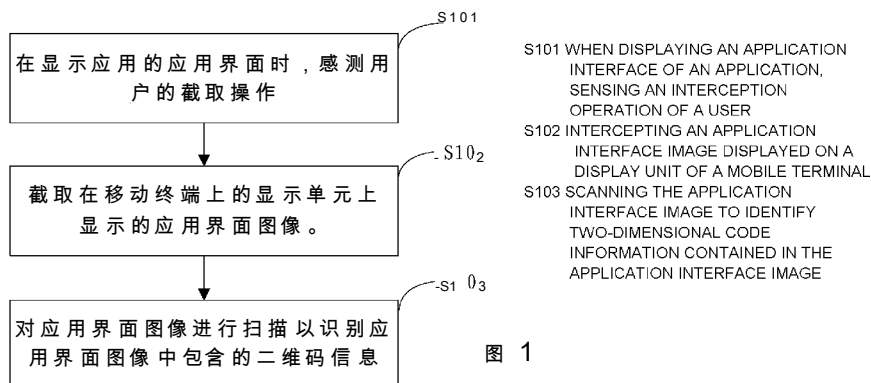 S101
在显示应用的应用界面时,感测用
户的截取操作
S102
截取在移动终端上的显示单元上
显示的应用界面图像。
S103
对应用界面图像进行扫描以识别应
用界面图像中包含的二维码信息
图 1
S101 WHEN DISPLAYING AN APPLICATION
INTERFACE OF AN APPLICATION,
SENSING AN INTERCEPTION
OPERATION OF A USER
S102 INTERCEPTING AN APPLICATION
INTERFACE IMAGE DISPLAYED ON A
DISPLAY UNIT OF A MOBILE TERMINAL
S103 SCANNING THE APPLICATION
INTERFACE IMAGE TO IDENTIFY
TWO-DIMENSIONAL CODE
INFORMATION CONTAINED IN THE
APPLICATION INTERFACE IMAGE